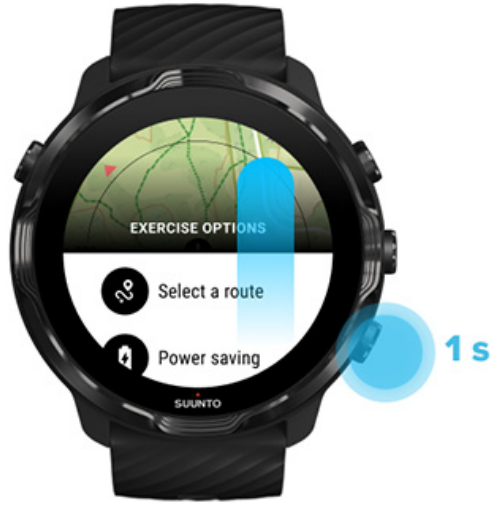 EXERCISE OPTIONS
Select a route
Power saving
1 s
SUUNTO